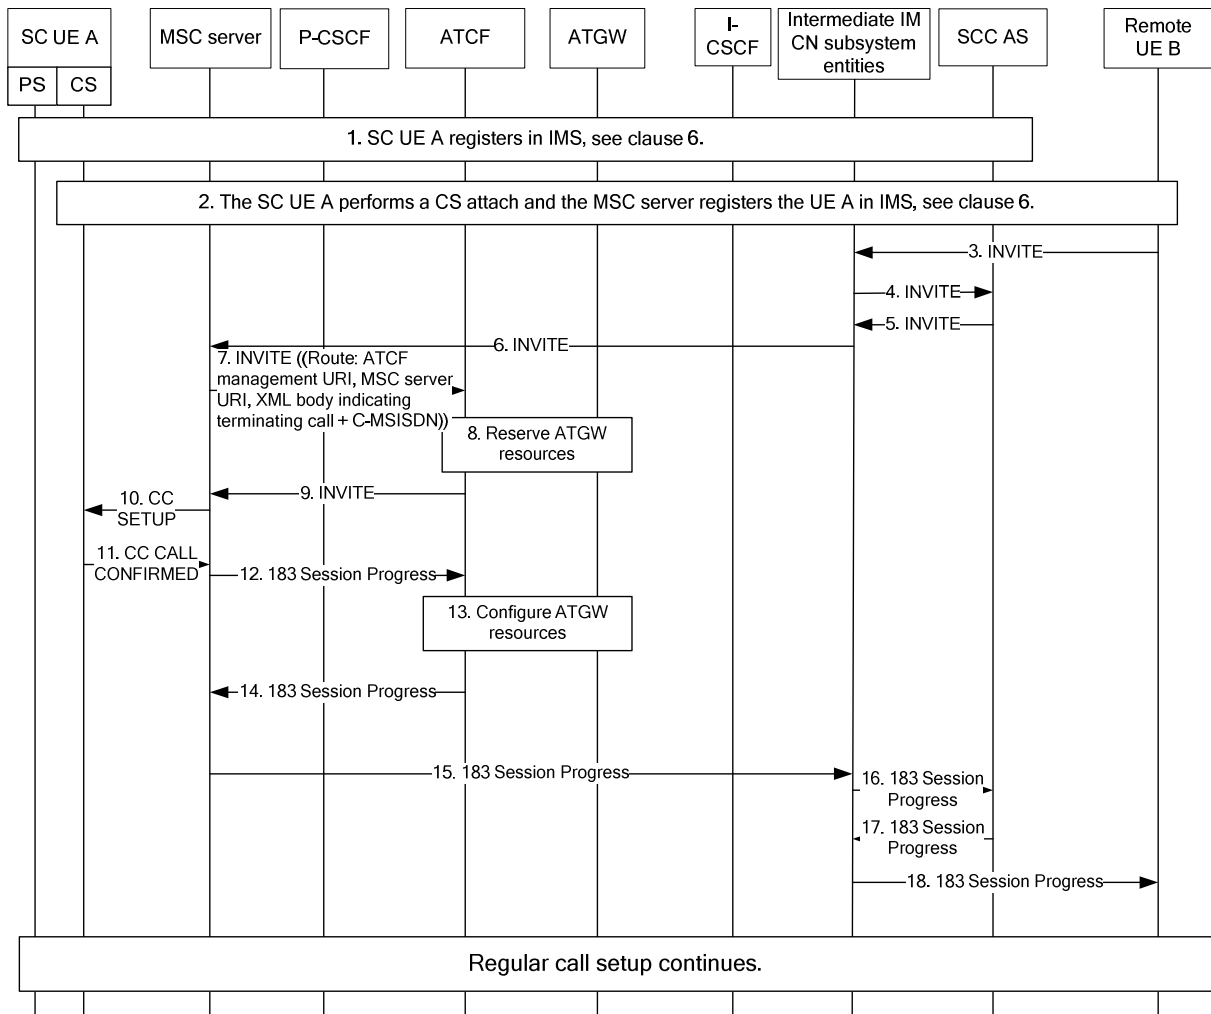 SC UE A
MSC server
P-CSCF
ATCF
ATGW
I-
CSCF
Intermediate IM
CN subsystem
entities
SCC AS
Remote
UE B
PS
CS
1. SC UE A registers in IMS, see clause 6.
2. The SC UE A performs a CS attach and the MSC server registers the UE A in IMS, see clause 6.
3. INVITE
4. INVITE
5. INVITE
6. INVITE
7. INVITE ((Route: ATCF
management URI, MSC server
URI, XML body indicating
terminating call + C-MSISDN))
8. Reserve ATGW
resources
9. INVITE
10. CC
SETUP
11. CC CALL
CONFIRMED
12. 183 Session Progress
13. Configure ATGW
resources
14. 183 Session Progress
15. 183 Session Progress
16. 183 Session
Progress
17. 183 Session
Progress
18. 183 Session Progress
Regular call setup continues.